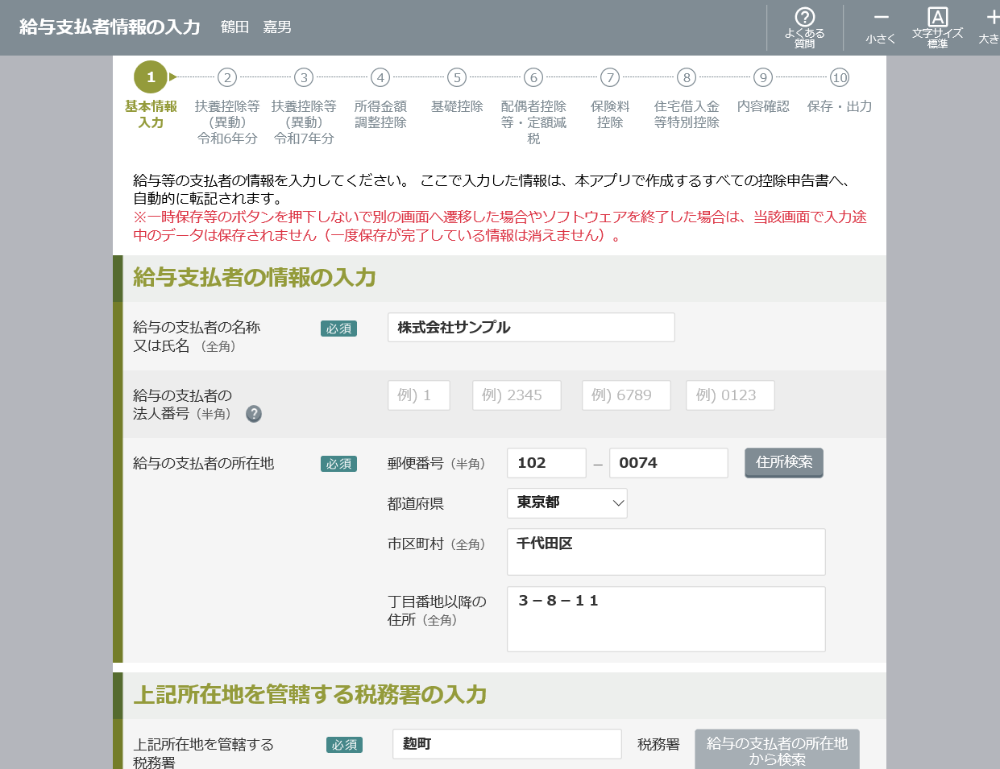 給与支払者情報の入力 鶴田 嘉男
よくある
質問
小さく
文字サイズ
標準
大き
1 2 3 4 5 6 7 8 9 10
基本情報
入力
扶養控除等
（異動）
令和6年分
扶養控除等
（異動）
令和7年分
所得金額
調整控除
基礎控除
配偶者控除
等・定額減
税
保険料
控除
住宅借入金
等特別控除
内容確認
保存・出力
給与等の支払者の情報を入力してください。 ここで入力した情報は、本アプリで作成するすべての控除申告書へ、
自動的に転記されます。
※一時保存等のボタンを押下しないで別の画面へ遷移した場合やソフトウェアを終了した場合は、当該画面で入力途
中のデータは保存されません（一度保存が完了している情報は消えません）。
給与支払者の情報の入力
給与の支払者の名称 必須 株式会社サンプル
又は氏名 （全角）
給与の支払者の 例) 1 例) 2345 例) 6789 例) 0123
法人番号（半角） ?
給与の支払者の所在地 必須 郵便番号（半角） 102 － 0074 住所検索
都道府県 東京都
市区町村（全角） 千代田区
丁目番地以降の ３－８－１１
住所（全角）
上記所在地を管轄する税務署の入力
上記所在地を管轄する 必須 麹町 税務署 給与の支払者の所在地
税務署 から検索